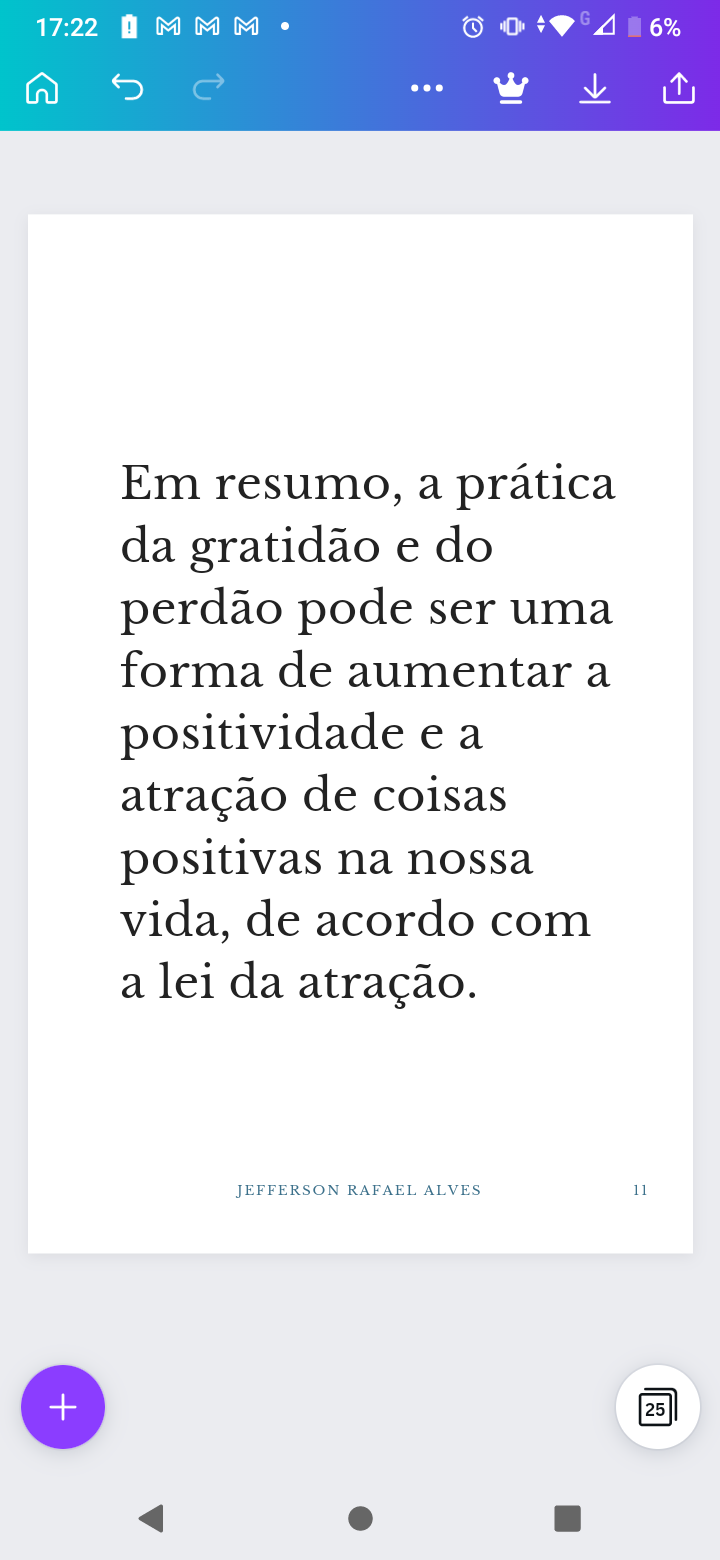 17:22
G
6%
Em resumo, a prática
da gratidão e do
perdão pode ser uma
forma de aumentar a
positividade e a
atração de coisas
positivas na nossa
vida, de acordo com
a lei da atração.
JEFFERSON RAFAEL ALVES 11
25